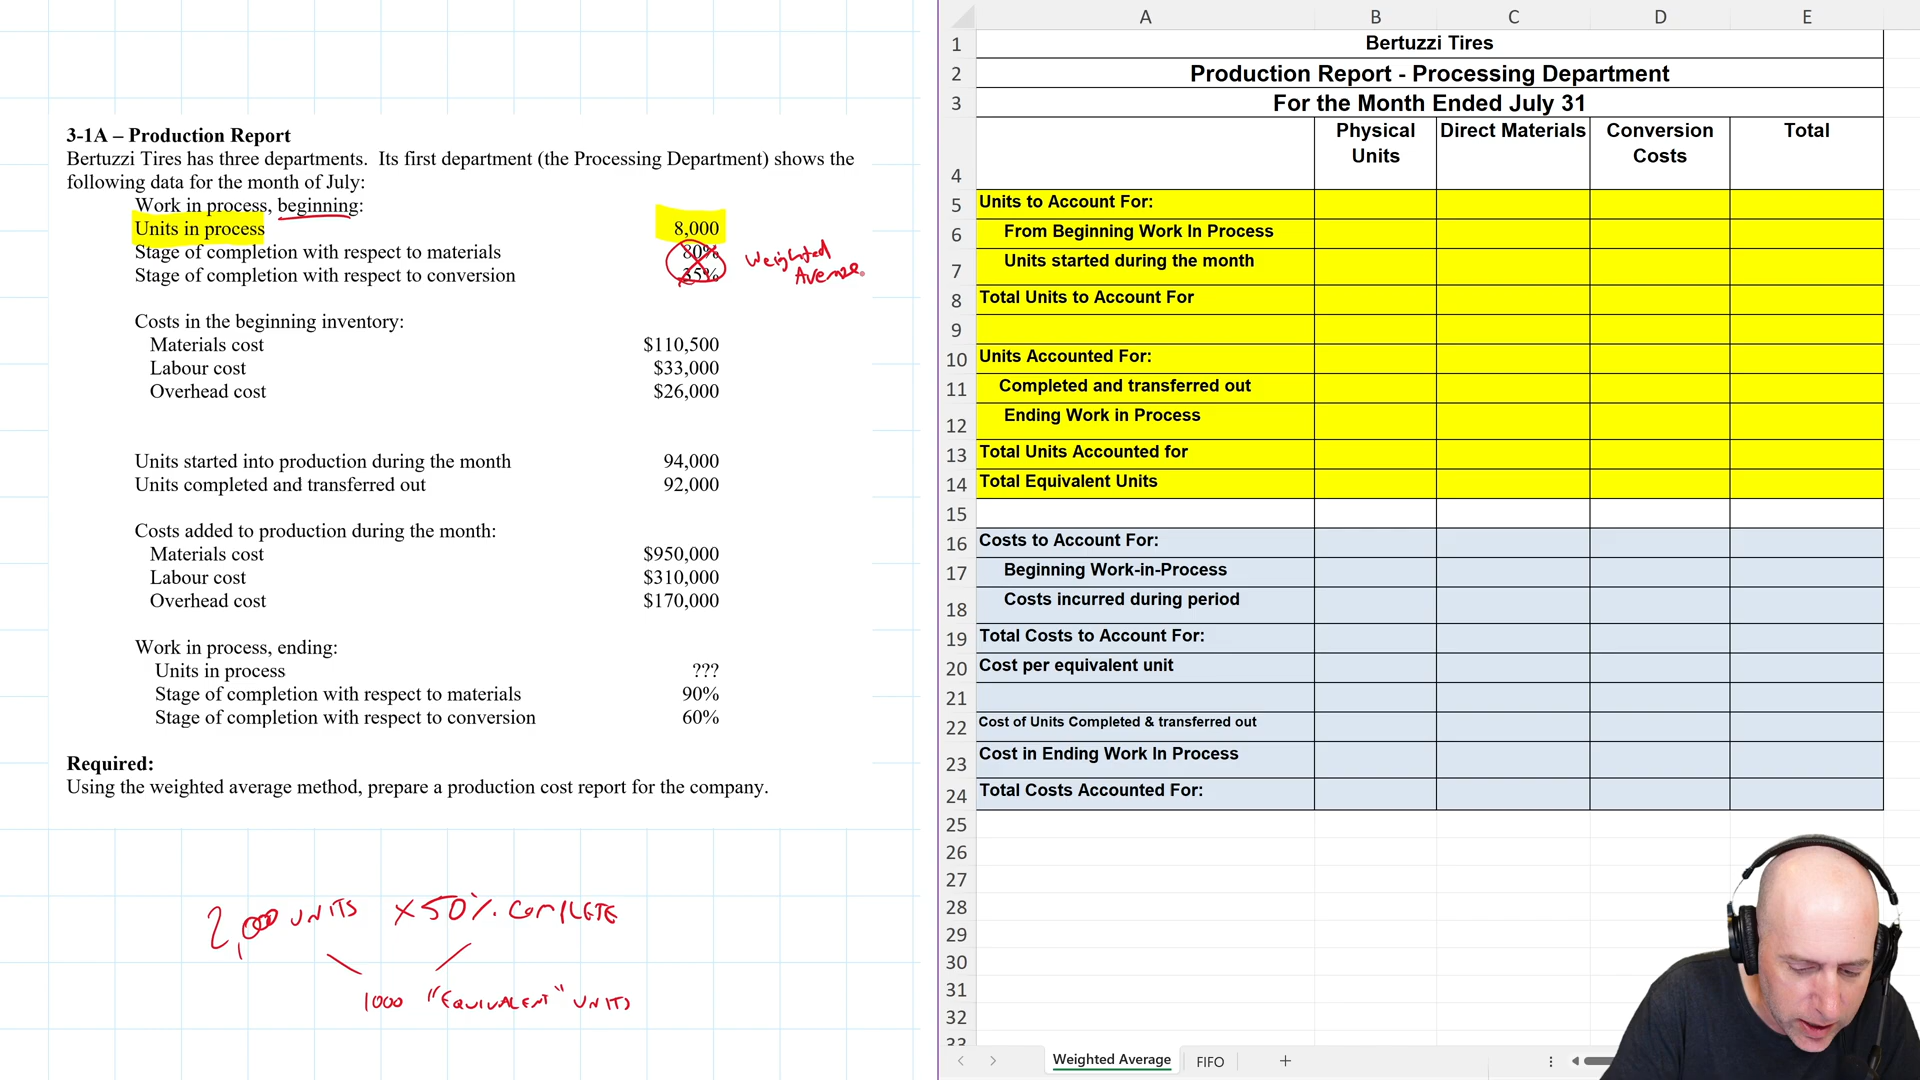 3-1A – Production Report
Bertuzzi Tires has three departments.  Its first department (the Processing Department) shows the
following data for the month of July:
Work in process, beginning:
Units in process 8,000
Stage of completion with respect to materials 80%
Stage of completion with respect to conversion 35%
Weighted
Average
Costs in the beginning inventory:
Materials cost $110,500
Labour cost $33,000
Overhead cost $26,000
Units started into production during the month 94,000
Units completed and transferred out 92,000
Costs added to production during the month:
Materials cost $950,000
Labour cost $310,000
Overhead cost $170,000
Work in process, ending:
Units in process ???
Stage of completion with respect to materials 90%
Stage of completion with respect to conversion 60%
Required:
Using the weighted average method, prepare a production cost report for the company.
2,000 UNITS × 50% COMPLETE
1000 "EQUIVALENT" UNITS
A B C D E
1 Bertuzzi Tires
2 Production Report - Processing Department
3 For the Month Ended July 31
4 Physical Units Direct Materials Conversion Costs Total
5 Units to Account For:
6 From Beginning Work In Process
7 Units started during the month
8 Total Units to Account For
9
10 Units Accounted For:
11 Completed and transferred out
12 Ending Work in Process
13 Total Units Accounted for
14 Total Equivalent Units
15
16 Costs to Account For:
17 Beginning Work-in-Process
18 Costs incurred during period
19 Total Costs to Account For:
20 Cost per equivalent unit
21
22 Cost of Units Completed & transferred out
23 Cost in Ending Work In Process
24 Total Costs Accounted For:
25
26
27
28
29
30
31
32
33
Weighted Average FIFO